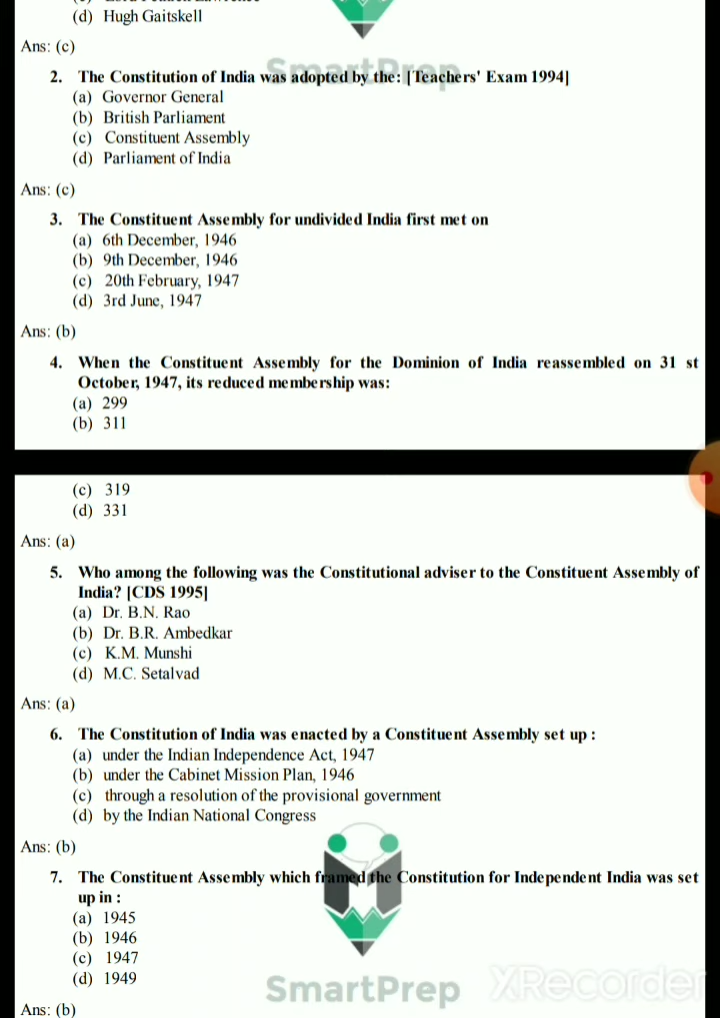 (d) Hugh Gaitskell
Ans: (c)
SmartPrep
2. The Constitution of India was adopted by the: [Teachers' Exam 1994]
(a) Governor General
(b) British Parliament
(c) Constituent Assembly
(d) Parliament of India
Ans: (c)
3. The Constituent Assembly for undivided India first met on
(a) 6th December, 1946
(b) 9th December, 1946
(c) 20th February, 1947
(d) 3rd June, 1947
Ans: (b)
4. When the Constituent Assembly for the Dominion of India reassembled on 31 st
October, 1947, its reduced membership was:
(a) 299
(b) 311
(c) 319
(d) 331
Ans: (a)
5. Who among the following was the Constitutional adviser to the Constituent Assembly of
India? [CDS 1995]
(a) Dr. B.N. Rao
(b) Dr. B.R. Ambedkar
(c) K.M. Munshi
(d) M.C. Setalvad
Ans: (a)
6. The Constitution of India was enacted by a Constituent Assembly set up :
(a) under the Indian Independence Act, 1947
(b) under the Cabinet Mission Plan, 1946
(c) through a resolution of the provisional government
(d) by the Indian National Congress
Ans: (b)
7. The Constituent Assembly which framed the Constitution for Independent India was set
up in :
(a) 1945
(b) 1946
(c) 1947
(d) 1949
SmartPrep XRecorder
Ans: (b)